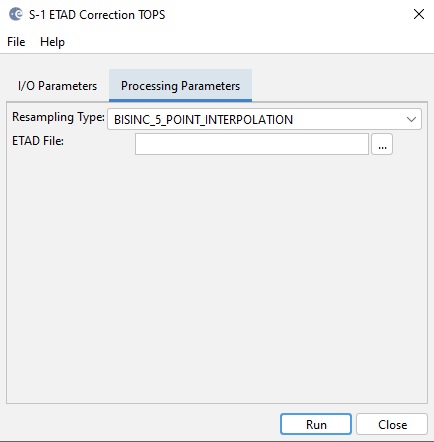 S-1 ETAD Correction TOPS
File Help
I/O Parameters Processing Parameters
Resampling Type: BISINC_5_POINT_INTERPOLATION
ETAD File: ...
Run Close